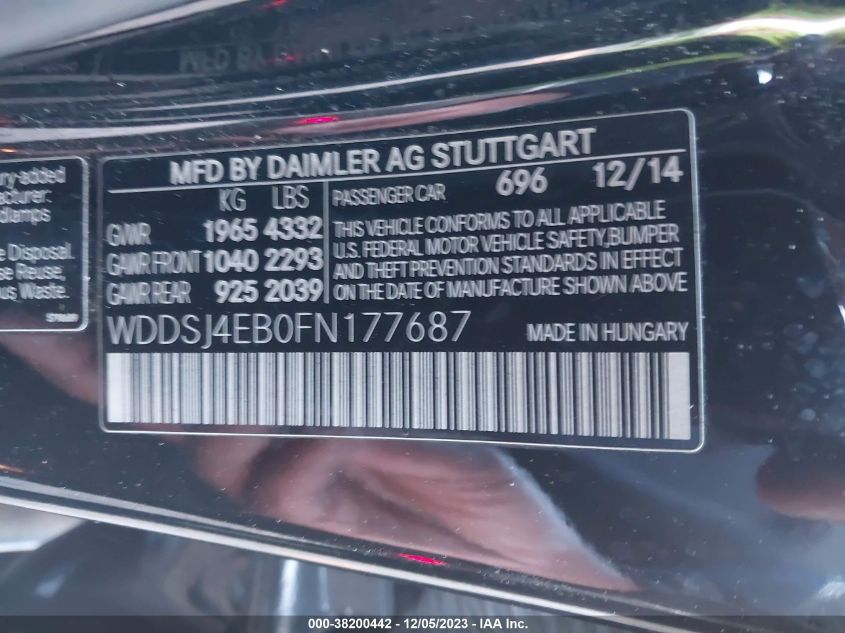 MFD BY DAIMLER AG STUTTGART
KG LBS
GVWR 1965 4332
GAWR FRONT 1040 2293
GAWR REAR 925 2039
PASSENGER CAR 696 12/14
THIS VEHICLE CONFORMS TO ALL APPLICABLE
U.S. FEDERAL MOTOR VEHICLE SAFETY,BUMPER
AND THEFT PREVENTION STANDARDS IN EFFECT
ON THE DATE OF MANUFACTURE SHOWN ABOVE
WDDSJ4EB0FN177687 MADE IN HUNGARY
Disposal.
Reuse,
Waste.
000-38200442 - 12/05/2023 - IAA Inc.